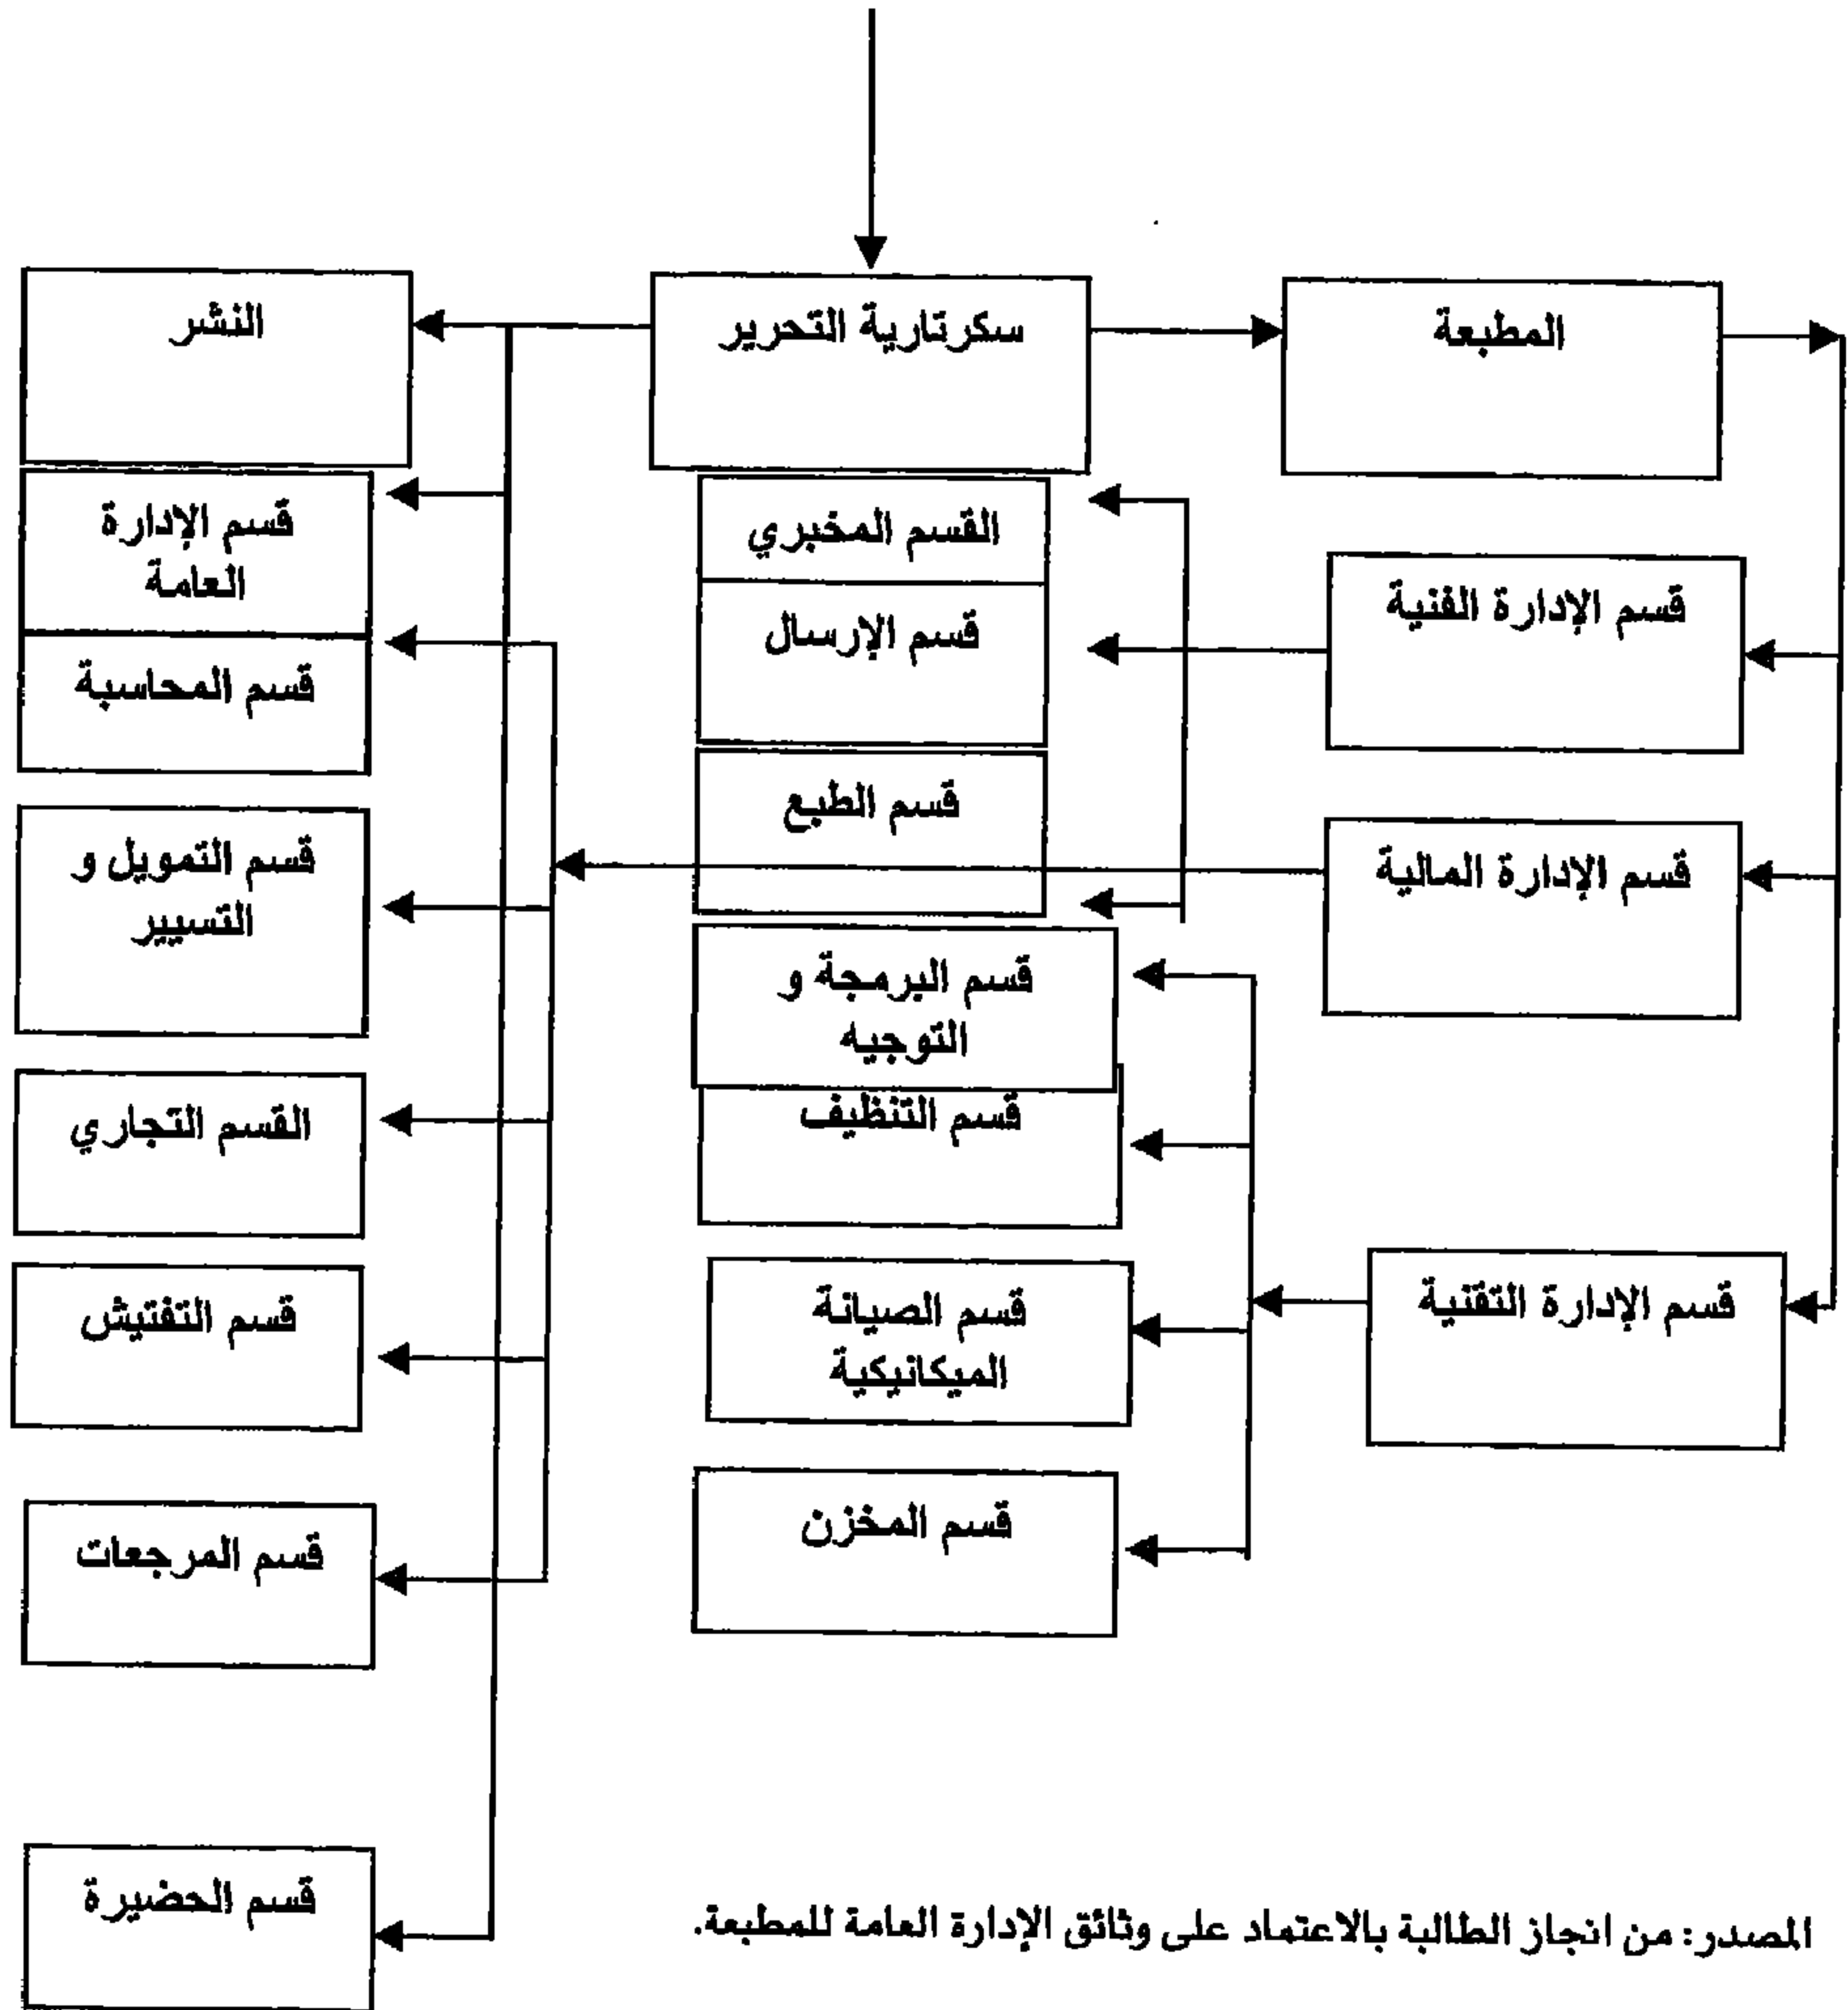 المطبعة
سكرتارية التحرير
النشر
قسم الإدارة الفنية
قسم الإدارة المالية
قسم الإدارة التقنية
القسم المخبري
قسم الإرسال
قسم الطبع
قسم البرمجة و
التوجيه
قسم التنظيف
قسم الصيانة
الميكانيكية
قسم المخزن
قسم الإدارة
العامة
قسم المحاسبة
قسم التمويل و
التسيير
القسم التجاري
قسم التفتيش
قسم المرجعات
قسم الحضيرة
المصدر: من انجاز الطالبة بالاعتماد على وثائق الإدارة العامة للمطبعة.